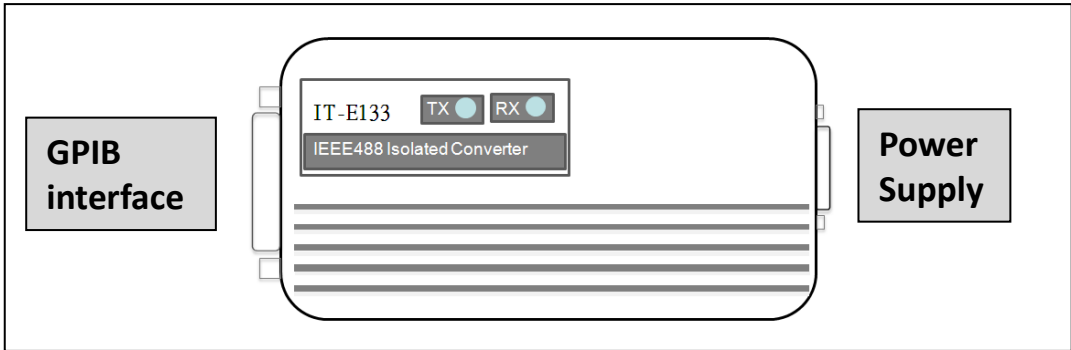 GPIB
interface
IT-E133
TX
RX
IEEE488 Isolated Converter
Power
Supply